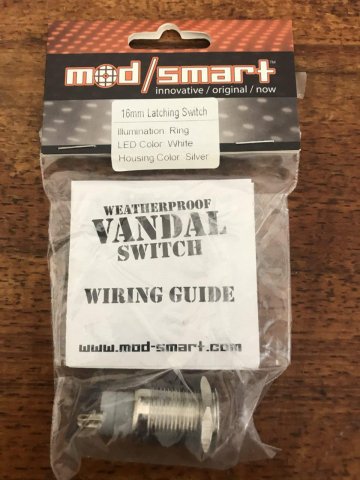 mod/smart™
innovative / original / now
16mm Latching Switch
Illumination: Ring
LED Color: White
Housing Color: Silver
WEATHERPROOF
VANDAL
SWITCH
WIRING GUIDE
www.mod-smart.com